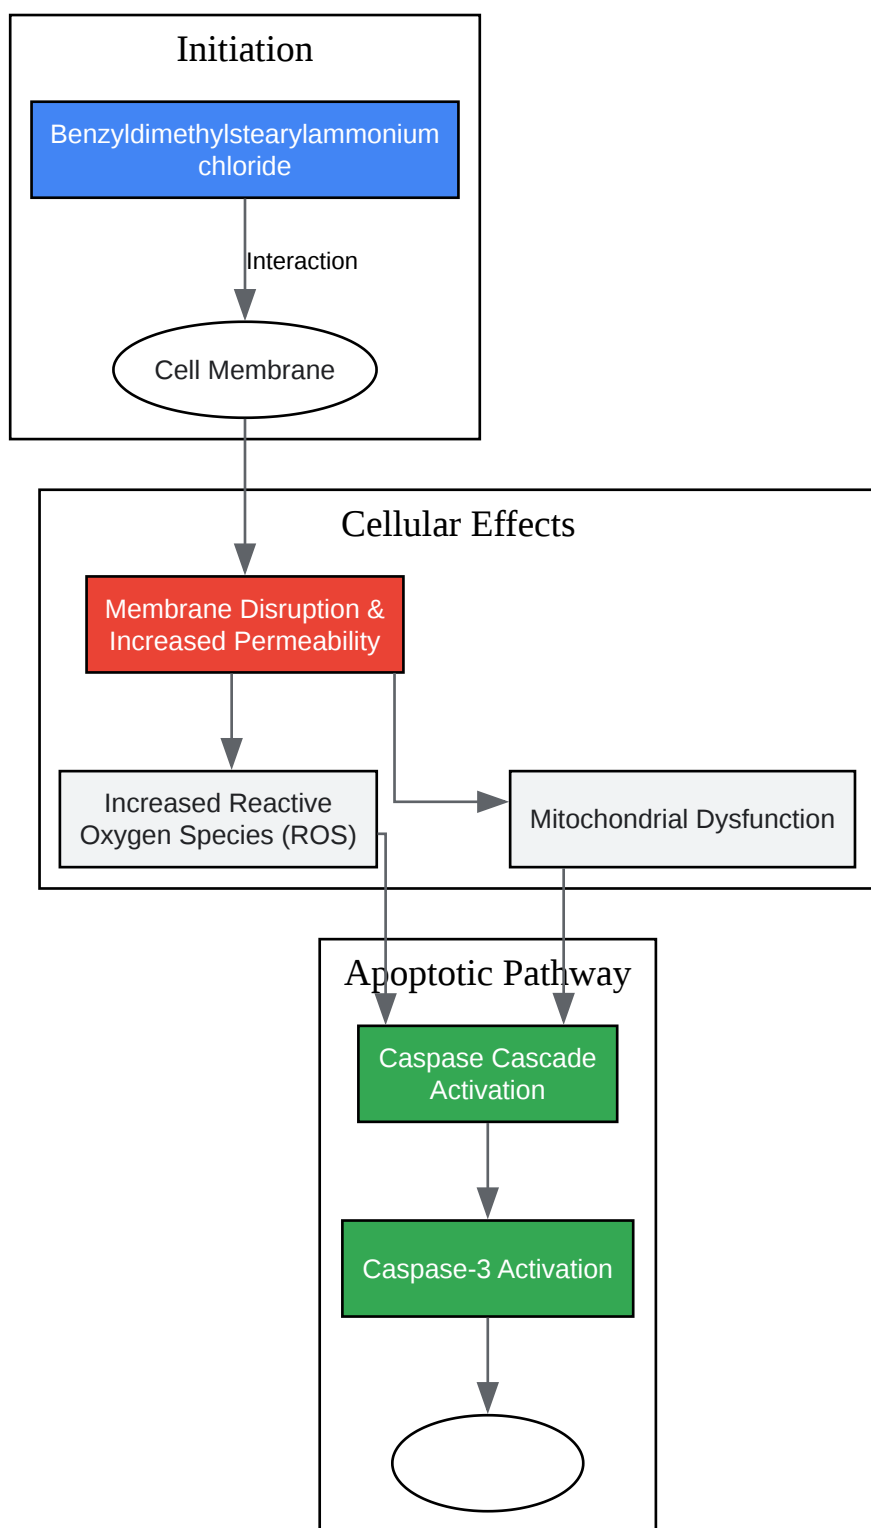 Initiation
Benzyldimethylstearylammonium
chloride
Interaction
Cell Membrane
Cellular Effects
Membrane Disruption &
Increased Permeability
Increased Reactive
Oxygen Species (ROS)
Mitochondrial Dysfunction
Apoptotic Pathway
Caspase Cascade
Activation
Caspase-3 Activation